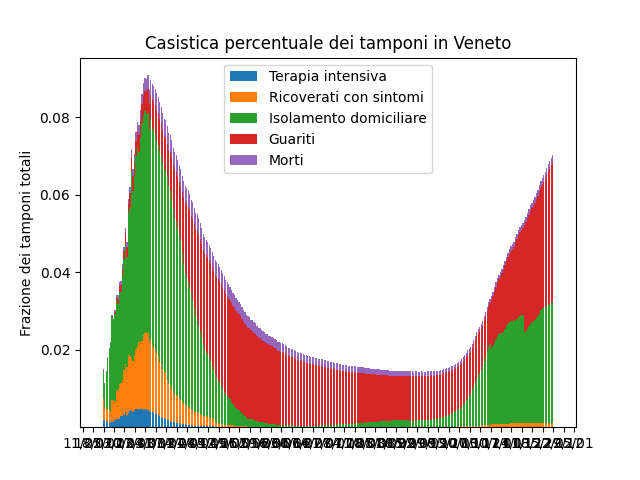 Casistica percentuale dei tamponi in Veneto
Terapia intensiva
Ricoverati con sintomi
Isolamento domiciliare
Guariti
Morti
Frazione dei tamponi totali
0.08
0.06
0.04
0.02